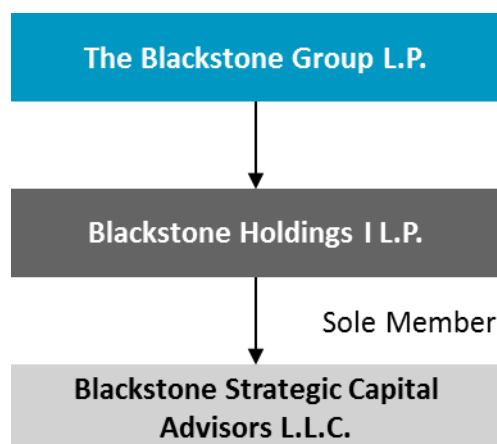 The Blackstone Group L.P.
Blackstone Holdings I L.P.
Sole Member
Blackstone Strategic Capital
Advisors L.L.C.